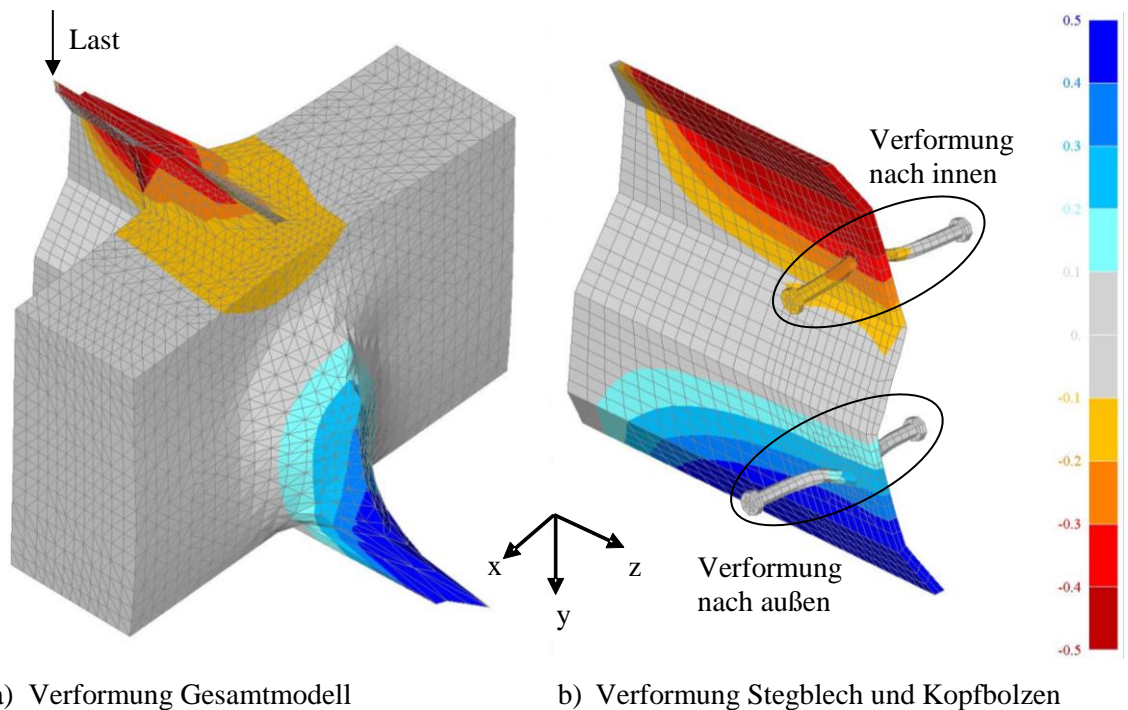 Last
Verformung
nach innen
x
y
z
Verformung
nach außen
0.5
0.4
0.3
0.2
0.1
0.
-0.1
-0.2
-0.3
-0.4
-0.5
a) Verformung Gesamtmodell
b) Verformung Stegblech und Kopfbolzen